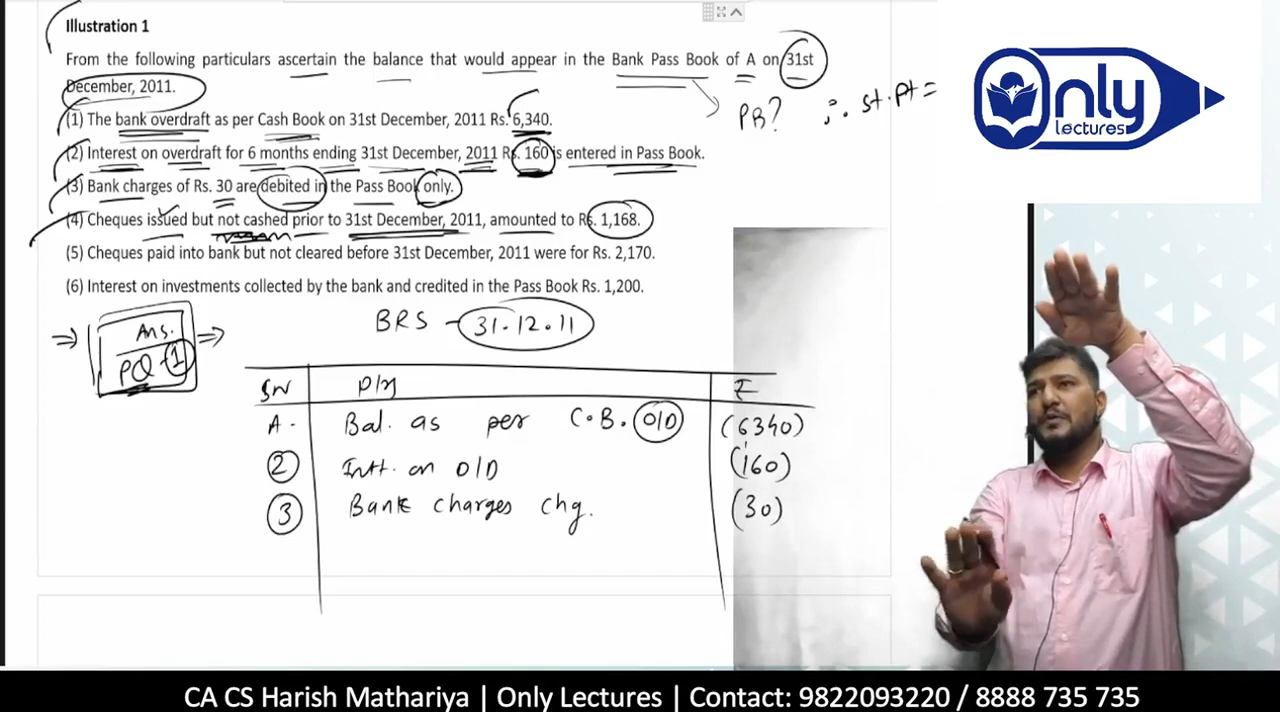 Illustration 1
From the following particulars ascertain the balance that would appear in the Bank Pass Book of A on 31st
December, 2011.
PB? ∴ St. Pt =
(1) The bank overdraft as per Cash Book on 31st December, 2011 Rs. 6,340.
(2) Interest on overdraft for 6 months ending 31st December, 2011 Rs. 160 is entered in Pass Book.
(3) Bank charges of Rs. 30 are debited in the Pass Book only.
(4) Cheques issued but not cashed prior to 31st December, 2011, amounted to Rs. 1,168.
(5) Cheques paid into bank but not cleared before 31st December, 2011 were for Rs. 2,170.
(6) Interest on investments collected by the bank and credited in the Pass Book Rs. 1,200.
Only
lectures
⇒ Ans. ⇒
PQ-1
BRS - 31.12.11
A. Bal. as per C.B. O/D (6340)
2 Intt. on O/D (160)
3 Bank charges chg. (30)
CA CS Harish Mathariya | Only Lectures | Contact: 9822093220 / 8888 735 735